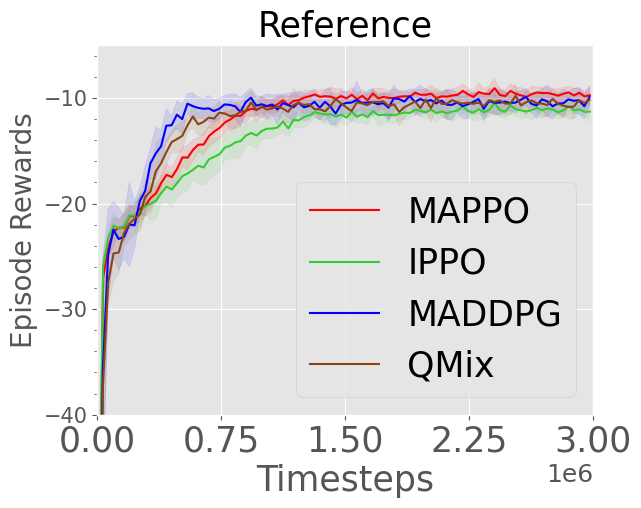 Reference
Episode Rewards
−10
−20
−30
−40
MAPPO
IPPO
MADDPG
QMix
0.00 0.75 1.50 2.25 3.00
Timesteps
1e6